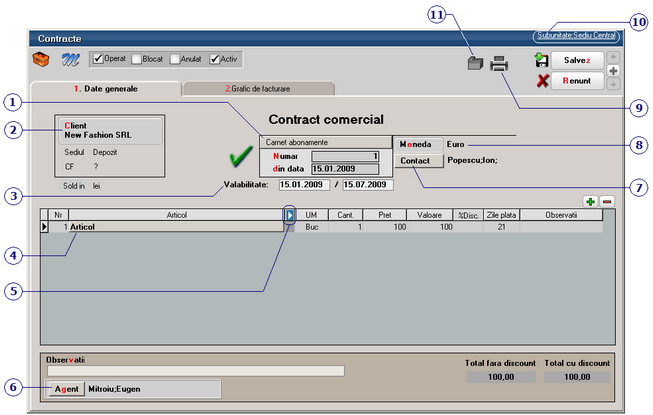 11
10
Contracte
Subunitate:Sediu Central
Operat Blocat Anulat Activ
Salvez
Renunt
9
1. Date generale
2.Grafic de facturare
1
Contract comercial
2
Client
New Fashion SRL
Carnet abonamente
Moneda Euro
8
Numar 1
Sediul Depozit
din data 15.01.2009
Contact Popescu;Ion;
CF ?
7
3
Sold in lei
Valabilitate: 15.01.2009 / 15.07.2009
Nr Articol UM Cant. Pret Valoare %Disc. Zile plata Observatii
1 Articol Buc 1 100 100 21
4
5
Observatii
Total fara discount Total cu discount
100,00 100,00
6
Agent Mitroiu;Eugen